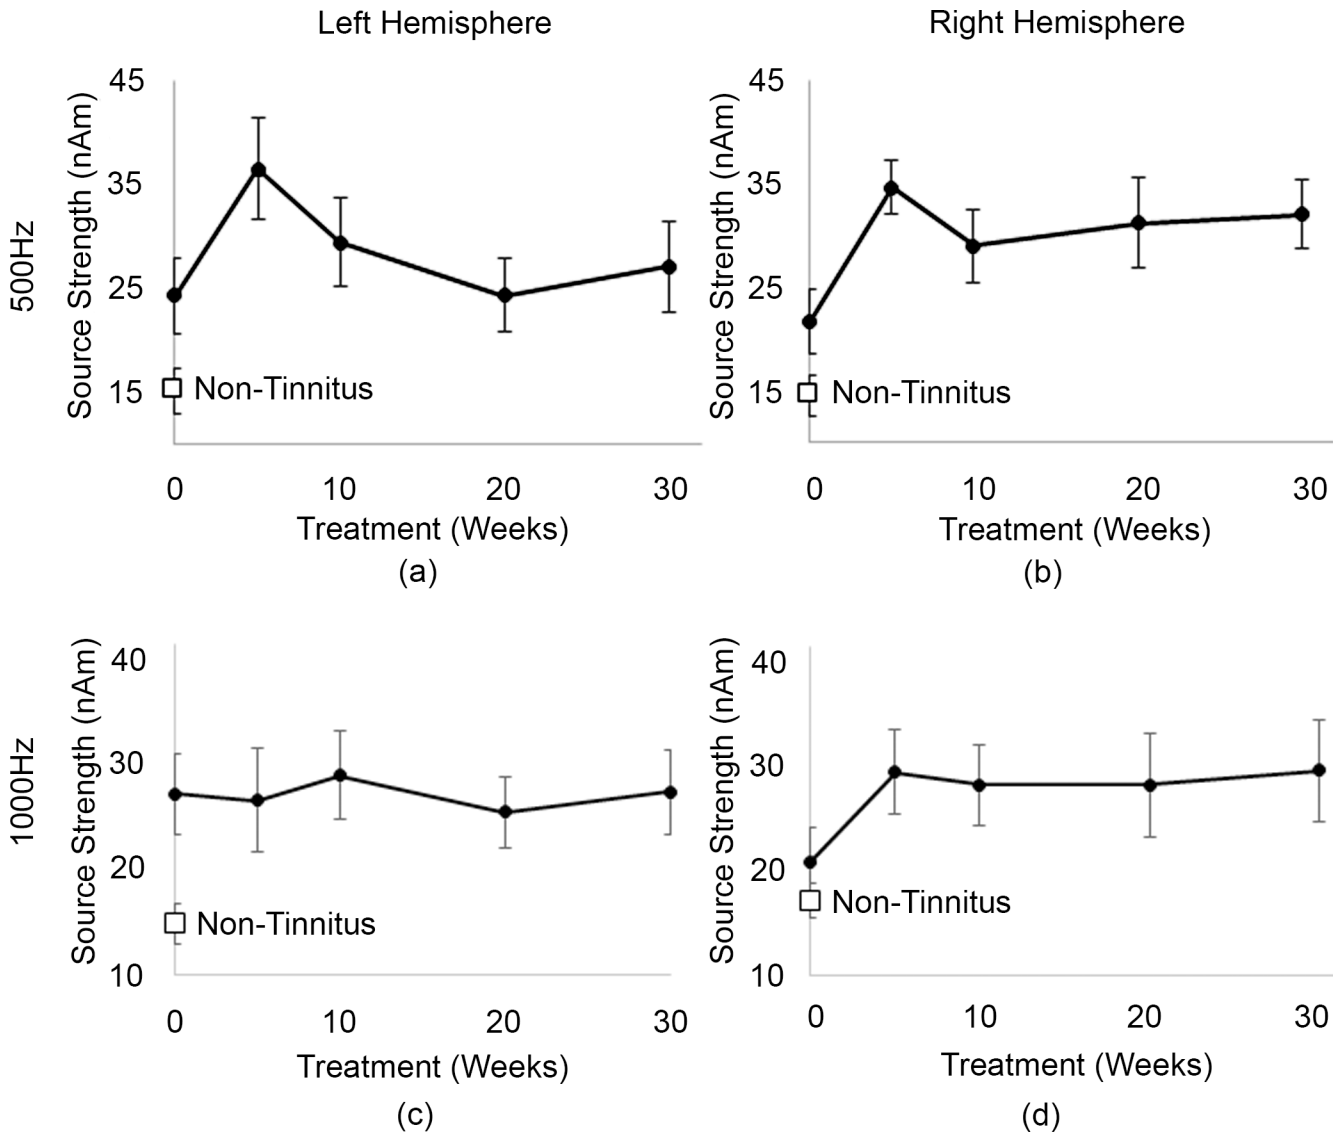 Left Hemisphere
Right Hemisphere
500Hz
Source Strength (nAm)
45
35
25
15
Non-Tinnitus
0 10 20 30
Treatment (Weeks)
(a)
Source Strength (nAm)
45
35
25
15
Non-Tinnitus
0 10 20 30
Treatment (Weeks)
(b)
1000Hz
Source Strength (nAm)
40
30
20
10
Non-Tinnitus
0 10 20 30
Treatment (Weeks)
(c)
Source Strength (nAm)
40
30
20
10
Non-Tinnitus
0 10 20 30
Treatment (Weeks)
(d)